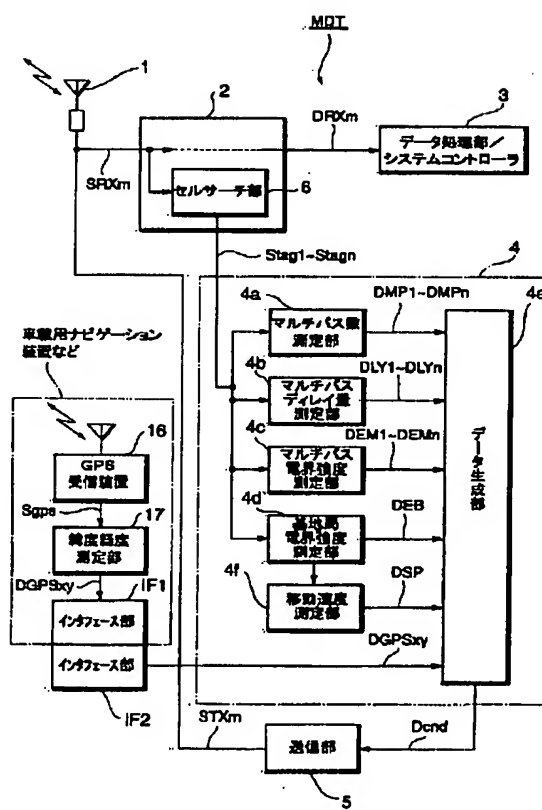 MDT
1
2
DRXm
3
データ処理部／
システムコントローラ
SRXm
セルサーチ部
6
Stag1~Stagn
4
4a
DMP1~DMPn
4e
マルチパス数
測定部
4b
DLY1~DLYn
マルチパス
ディレイ量
測定部
4c
DEM1~DEMn
マルチパス
電界強度
測定部
4d
DEB
基地局
電界強度
測定部
4f
DSP
移動速度
測定部
データ生成部
車載用ナビゲーション
装置など
16
GPS
受信装置
Sgps
17
緯度経度
測定部
DGPSxy
IF1
インタフェース部
インタフェース部
IF2
DGPSxy
STXm
Dcnd
送信部
5